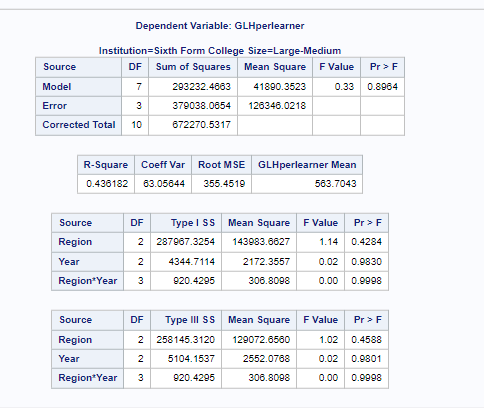 Dependent Variable: GLHperlearner
Institution=Sixth Form College Size=Large-Medium
Source DF Sum of Squares Mean Square F Value Pr > F
Model 7 293232.4663 41890.3523 0.33 0.8964
Error 3 379038.0654 126346.0218
Corrected Total 10 672270.5317
R-Square Coeff Var Root MSE GLHperlearner Mean
0.436182 63.05644 355.4519 563.7043
Source DF Type I SS Mean Square F Value Pr > F
Region 2 287967.3254 143983.6627 1.14 0.4284
Year 2 4344.7114 2172.3557 0.02 0.9830
Region*Year 3 920.4295 306.8098 0.00 0.9998
Source DF Type III SS Mean Square F Value Pr > F
Region 2 258145.3120 129072.6560 1.02 0.4588
Year 2 5104.1537 2552.0768 0.02 0.9801
Region*Year 3 920.4295 306.8098 0.00 0.9998